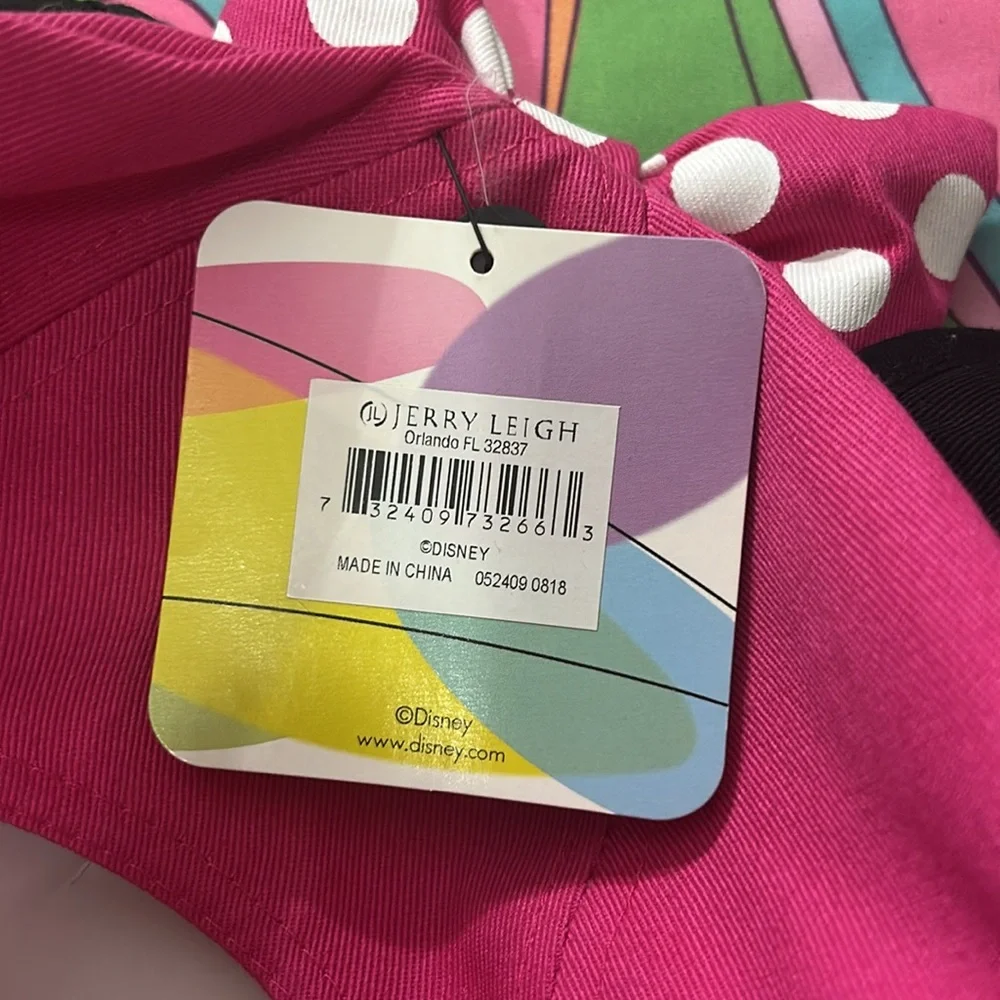 JL JERRY LEIGH
Orlando FL 32837
7 32409 73266 3
©DISNEY
MADE IN CHINA 052409 0818
©Disney
www.disney.com